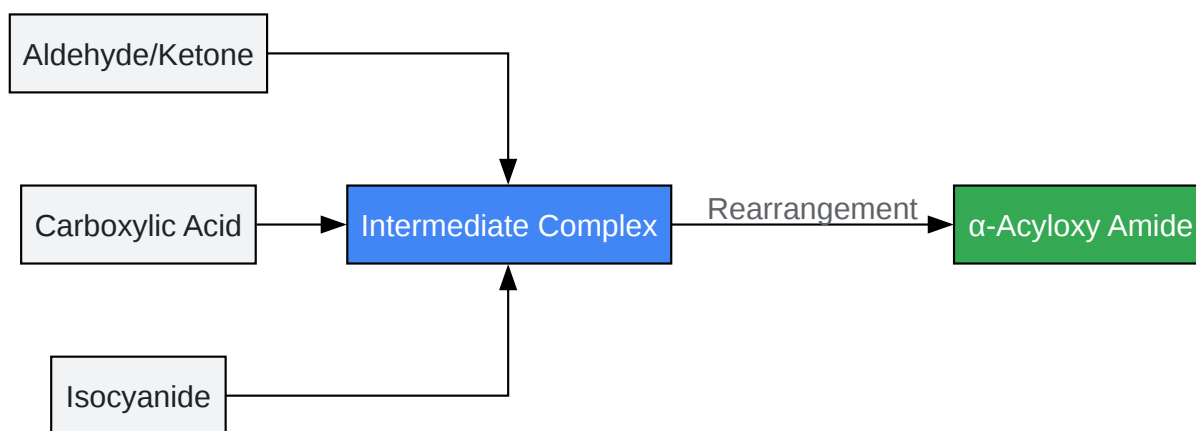 Aldehyde/Ketone
Carboxylic Acid
Intermediate Complex
Rearrangement
α-Acyloxy Amide
Isocyanide